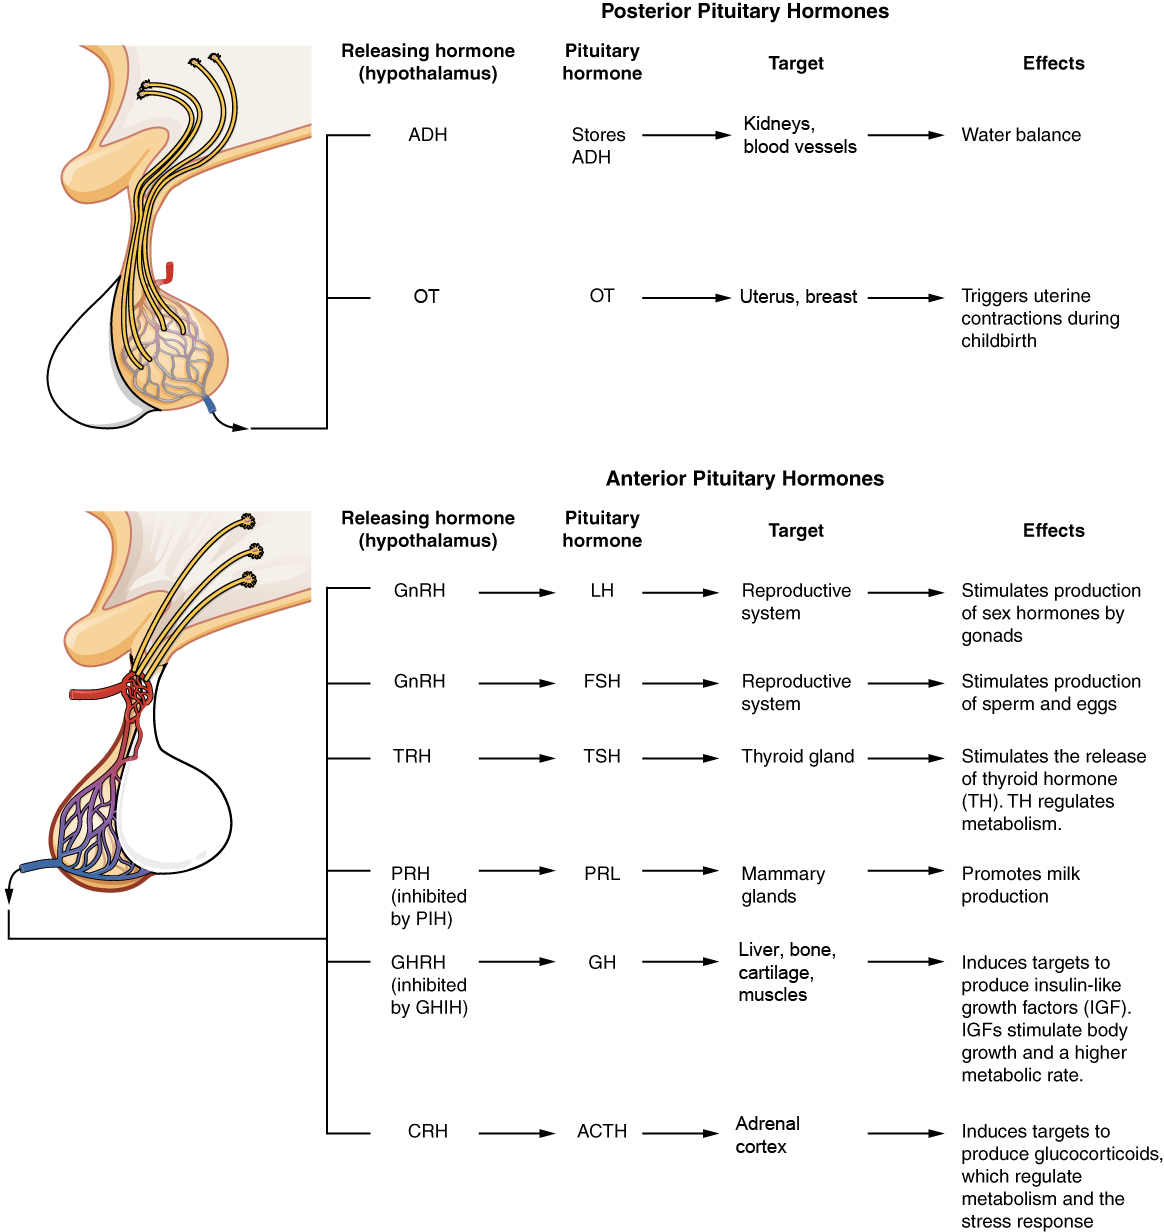 Posterior Pituitary Hormones
Releasing hormone
(hypothalamus)
Pituitary
hormone
Target
Effects
ADH
Stores
ADH
Kidneys,
blood vessels
Water balance
OT
OT
Uterus, breast
Triggers uterine
contractions during
childbirth
Anterior Pituitary Hormones
Releasing hormone
(hypothalamus)
Pituitary
hormone
Target
Effects
GnRH
LH
Reproductive
system
Stimulates production
of sex hormones by
gonads
GnRH
FSH
Reproductive
system
Stimulates production
of sperm and eggs
TRH
TSH
Thyroid gland
Stimulates the release
of thyroid hormone
(TH). TH regulates
metabolism.
PRH
(inhibited
by PIH)
PRL
Mammary
glands
Promotes milk
production
GHRH
(inhibited
by GHIH)
GH
Liver, bone,
cartilage,
muscles
Induces targets to
produce insulin-like
growth factors (IGF).
IGFs stimulate body
growth and a higher
metabolic rate.
CRH
ACTH
Adrenal
cortex
Induces targets to
produce glucocorticoids,
which regulate
metabolism and the
stress response